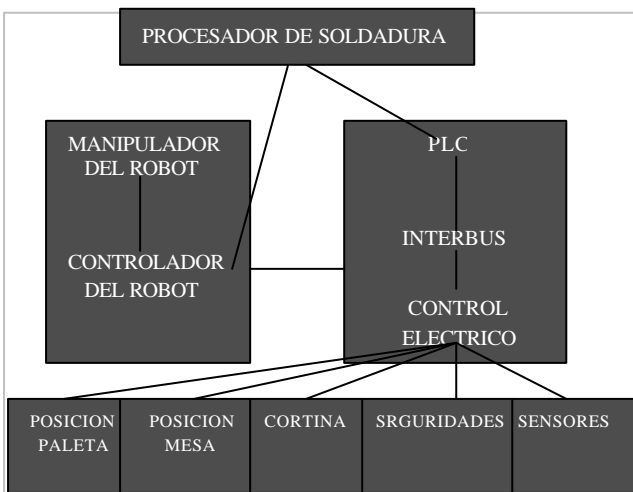 PROCESADOR DE SOLDADURA
MANIPULADOR
DEL ROBOT
CONTROLADOR
DEL ROBOT
PLC
INTERBUS
CONTROL
ELECTRICO
POSICION
PALETA
POSICION
MESA
CORTINA
SRGURIDADES
SENSORES